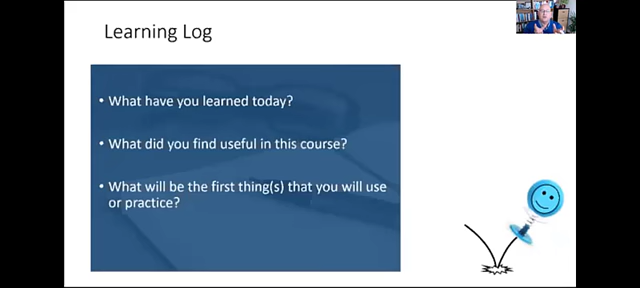 Learning Log
• What have you learned today?
• What did you find useful in this course?
• What will be the first thing(s) that you will use
or practice?